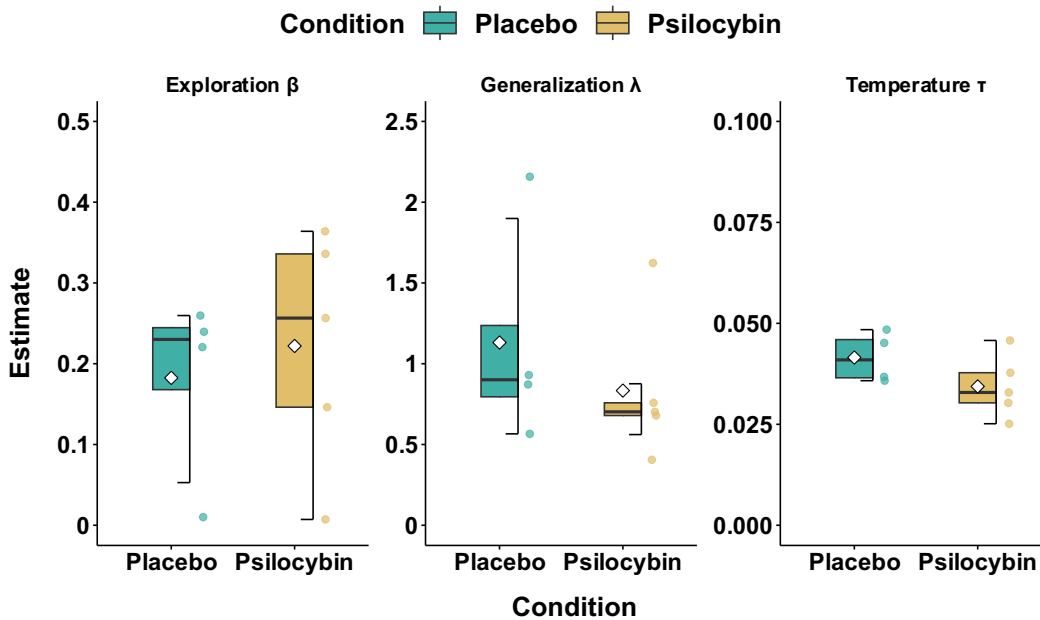 Condition Placebo Psilocybin
Exploration β Generalization λ Temperature τ
0.5 2.5 0.100
0.4 2 0.075
0.3 1.5
0.2 1 0.050
0.1 0.5 0.025
0 0 0.000
Estimate
Placebo Psilocybin Placebo Psilocybin Placebo Psilocybin
Condition